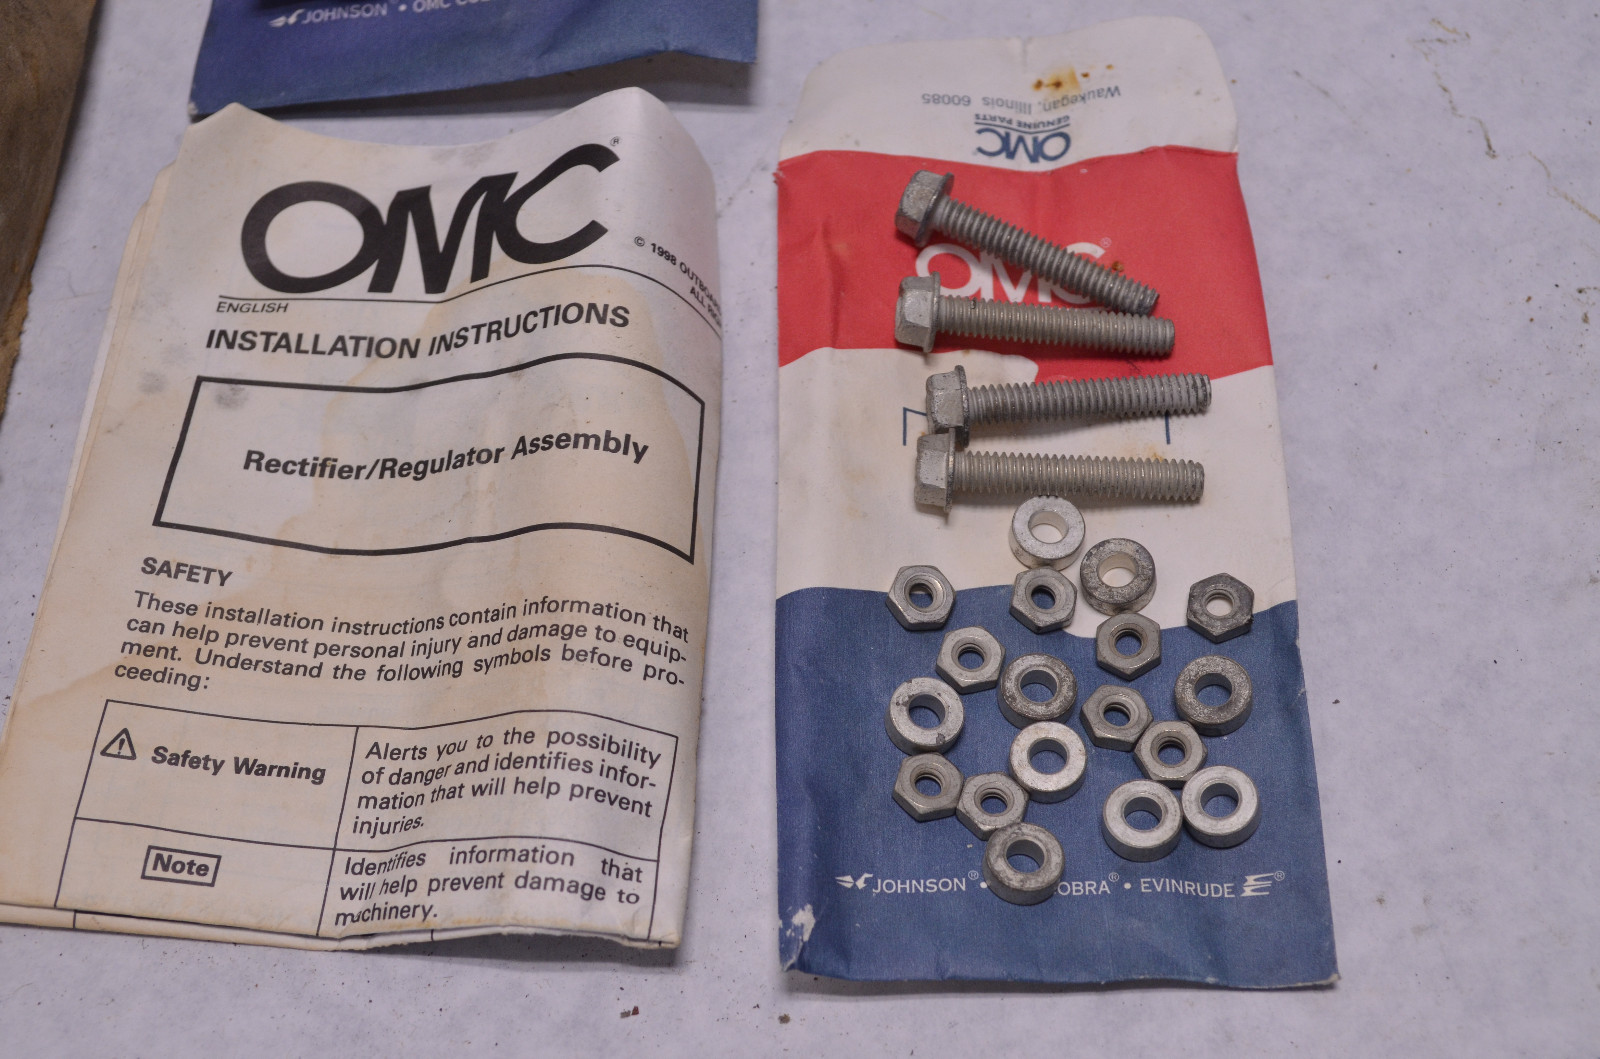 JOHNSON • OMC
OMC®
© 1998
ENGLISH
INSTALLATION INSTRUCTIONS
Rectifier/Regulator Assembly
SAFETY
These installation instructions contain information that
can help prevent personal injury and damage to equip-
ment. Understand the following symbols before pro-
ceeding:
Safety Warning
Alerts you to the possibility
of danger and identifies infor-
mation that will help prevent
injuries.
Note
Identifies information that
will help prevent damage to
machinery.
Waukegan, Illinois 60085
GENUINE PARTS
OMC
OMC®
JOHNSON® • OBRA® • EVINRUDE